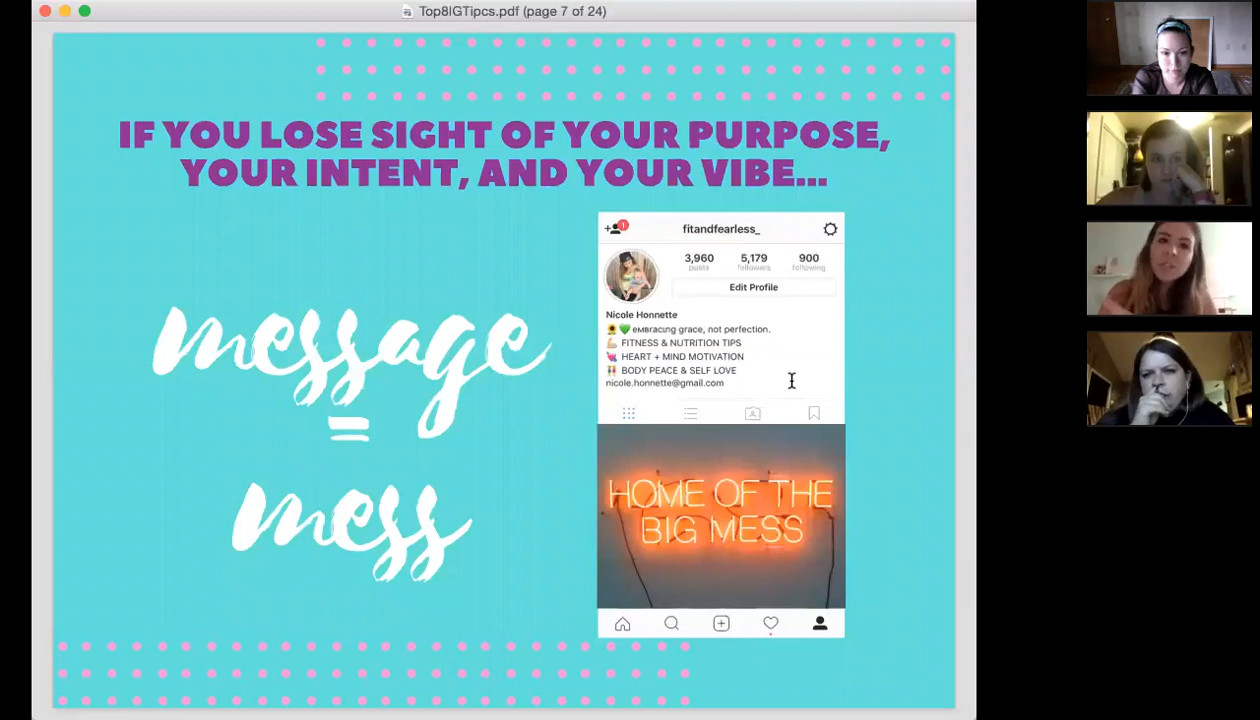 Top8IGTipcs.pdf (page 7 of 24)
IF YOU LOSE SIGHT OF YOUR PURPOSE,
YOUR INTENT, AND YOUR VIBE...
message
=
mess
1
fitandfearless_
3,960 5,179 900
posts followers following
Edit Profile
Nicole Honnette
🌻💚 emBRacing grace, not perfection.
💪🏼 FITNESS & NUTRITION TIPS
💘 HEART + MIND MOTIVATION
👯 BODY PEACE & SELF LOVE
nicole.honnette@gmail.com
HOME OF THE
BIG MESS